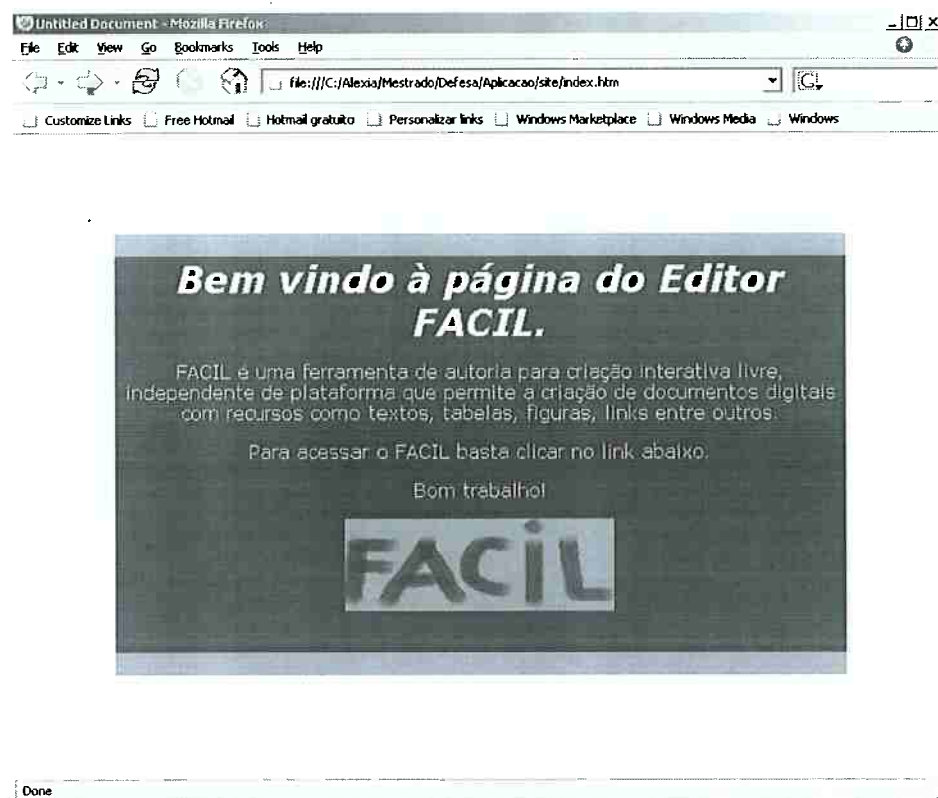 Untitled Document - Mozilla Firefox
File Edit View Go Bookmarks Tools Help
file:///C:/Alexia/Mestrado/Defesa/Aplicacao/site/index.htm
Customize Links Free Hotmail Hotmail gratuito Personalizar links Windows Marketplace Windows Media Windows
Bem vindo à página do Editor
FACIL.
FACIL é uma ferramenta de autoria para criação interativa livre,
independente de plataforma que permite a criação de documentos digitais
com recursos como textos, tabelas, figuras, links entre outros.
Para acessar o FACIL basta clicar no link abaixo.
Bom trabalho!
FACiL
Done